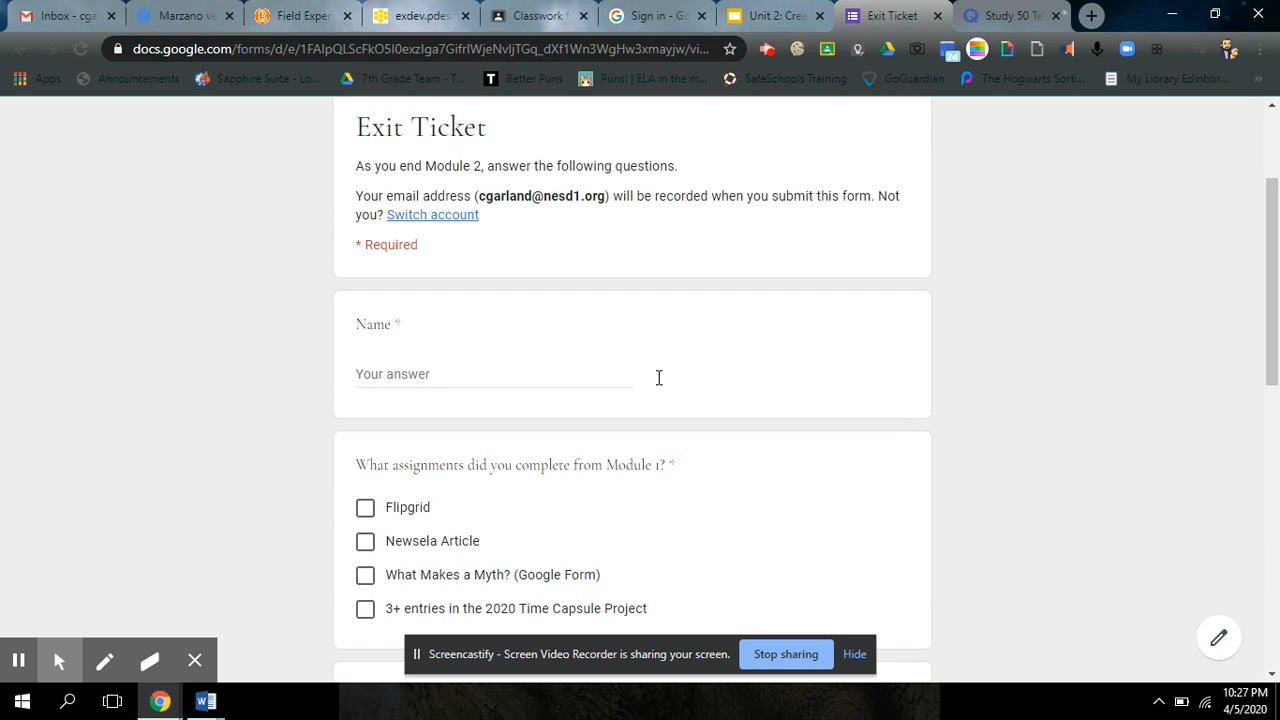 Inbox - cga
Marzano ve
Field Exper
exdev.pdes
Classwork f
Sign in - Go
Unit 2: Crea
Exit Ticket
Study 50 Te
docs.google.com/forms/d/e/
Apps
Announcements
Sapphire Suite - Lo...
7th Grade Team - T...
Better Puns
Puns! | ELA in the m...
SafeSchools Training
GoGuardian
The Hogwarts Sorti...
My Library Edinbor...
Exit Ticket
As you end Module 2, answer the following questions.
Your email address (cgarland@nesd1.org) will be recorded when you submit this form. Not
you? Switch account
* Required
Name *
Your answer
What assignments did you complete from Module 1? *
Flipgrid
Newsela Article
What Makes a Myth? (Google Form)
3+ entries in the 2020 Time Capsule Project
Screencastify - Screen Video Recorder is sharing your screen.
Stop sharing
Hide
10:27 PM
4/5/2020